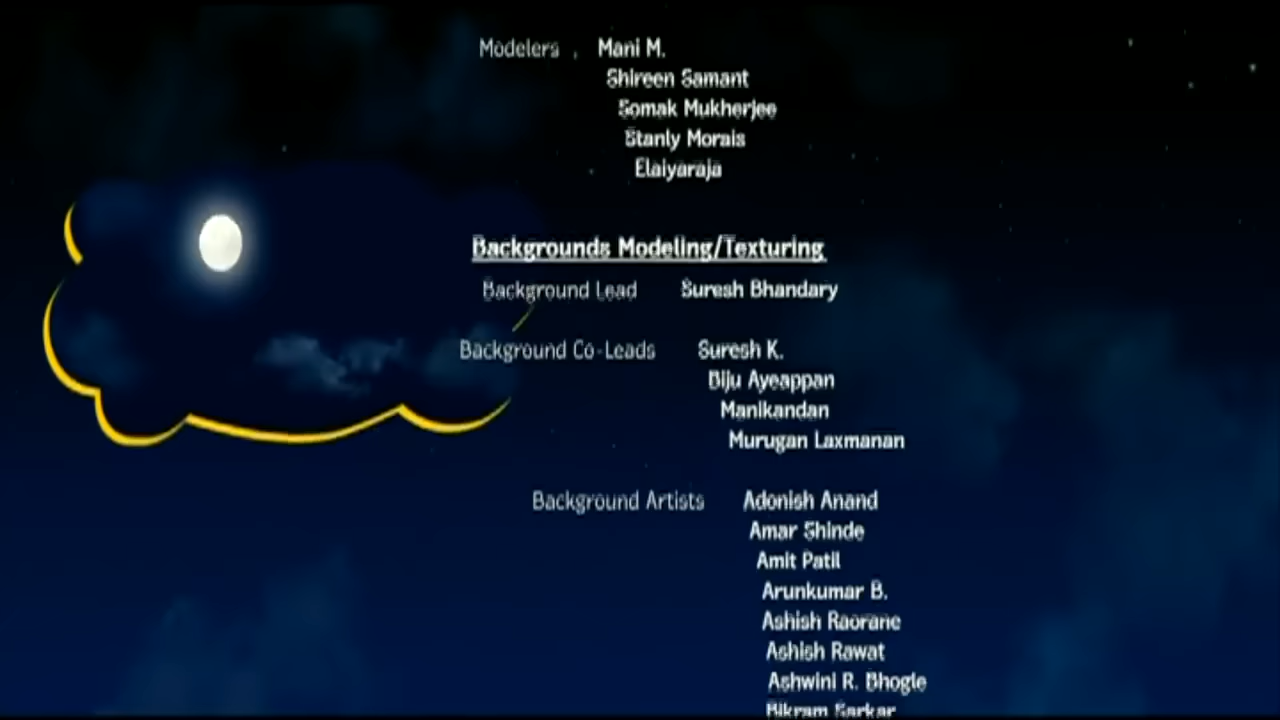 Modelers Mani M.
Shireen Samant
Somak Mukherjee
Stanly Morais
Elaiyaraja
Backgrounds Modeling/Texturing
Background Lead Suresh Bhandary
Background Co-Leads Suresh K.
Biju Ayeappan
Manikandan
Murugan Laxmanan
Background Artists Adonish Anand
Amar Shinde
Amit Patil
Arunkumar B.
Ashish Raorane
Ashish Rawat
Ashwini R. Bhogle
Bikram Sarkar